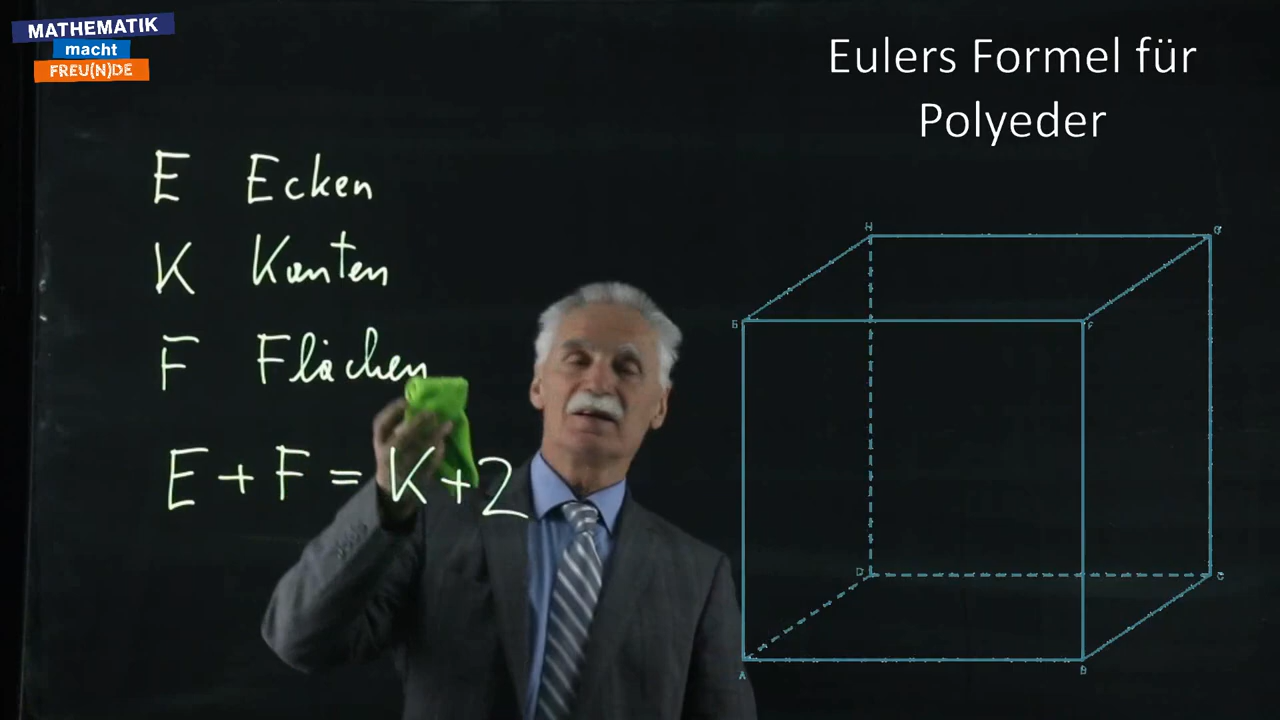 MATHEMATIK
macht
FREU(N)DE
Eulers Formel für
Polyeder
E Ecken
K Kanten
F Flächen
E + F = K + 2
H
F
D
A
B